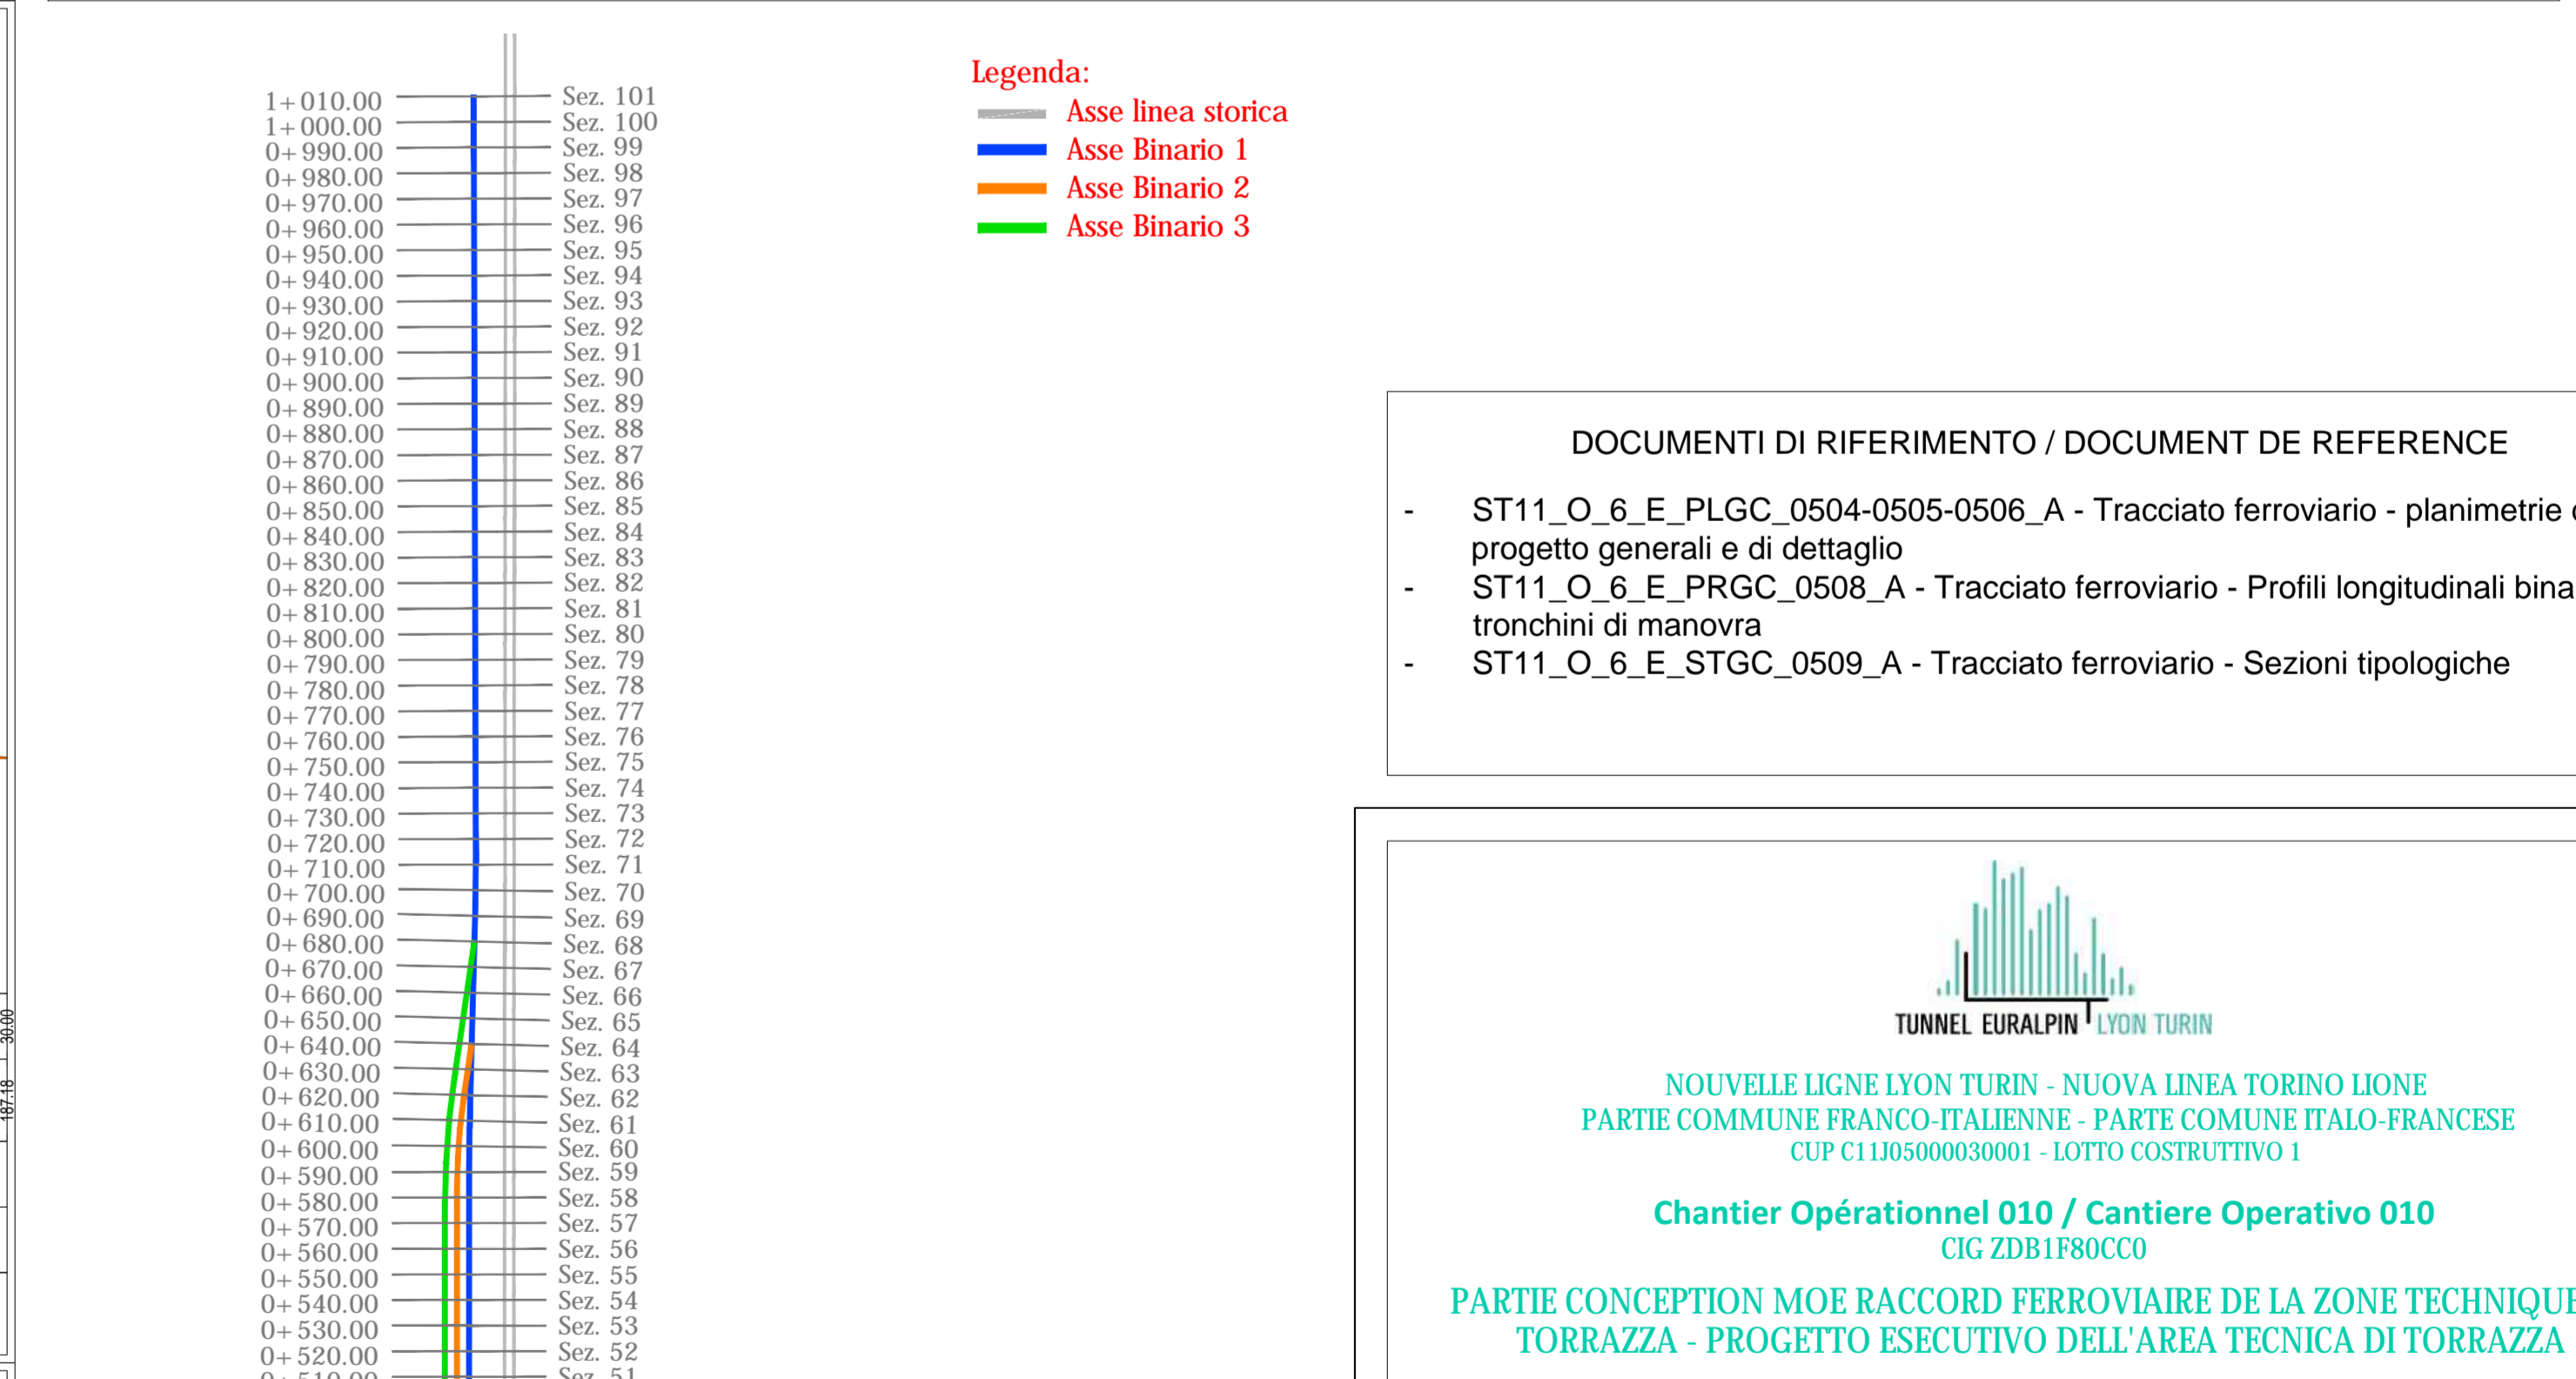 1+010.00 Sez. 101
1+000.00 Sez. 100
0+990.00 Sez. 99
0+980.00 Sez. 98
0+970.00 Sez. 97
0+960.00 Sez. 96
0+950.00 Sez. 95
0+940.00 Sez. 94
0+930.00 Sez. 93
0+920.00 Sez. 92
0+910.00 Sez. 91
0+900.00 Sez. 90
0+890.00 Sez. 89
0+880.00 Sez. 88
0+870.00 Sez. 87
0+860.00 Sez. 86
0+850.00 Sez. 85
0+840.00 Sez. 84
0+830.00 Sez. 83
0+820.00 Sez. 82
0+810.00 Sez. 81
0+800.00 Sez. 80
0+790.00 Sez. 79
0+780.00 Sez. 78
0+770.00 Sez. 77
0+760.00 Sez. 76
0+750.00 Sez. 75
0+740.00 Sez. 74
0+730.00 Sez. 73
0+720.00 Sez. 72
0+710.00 Sez. 71
0+700.00 Sez. 70
0+690.00 Sez. 69
0+680.00 Sez. 68
0+670.00 Sez. 67
0+660.00 Sez. 66
0+650.00 Sez. 65
0+640.00 Sez. 64
0+630.00 Sez. 63
0+620.00 Sez. 62
0+610.00 Sez. 61
0+600.00 Sez. 60
0+590.00 Sez. 59
0+580.00 Sez. 58
0+570.00 Sez. 57
0+560.00 Sez. 56
0+550.00 Sez. 55
0+540.00 Sez. 54
0+530.00 Sez. 53
0+520.00 Sez. 52
0+510.00 Sez. 51
30.00
187.18
Legenda:
Asse linea storica
Asse Binario 1
Asse Binario 2
Asse Binario 3
DOCUMENTI DI RIFERIMENTO / DOCUMENT DE REFERENCE
- ST11_O_6_E_PLGC_0504-0505-0506_A - Tracciato ferroviario - planimetrie
progetto generali e di dettaglio
- ST11_O_6_E_PRGC_0508_A - Tracciato ferroviario - Profili longitudinali bina
tronchini di manovra
- ST11_O_6_E_STGC_0509_A - Tracciato ferroviario - Sezioni tipologiche
TUNNEL EURALPIN LYON TURIN
NOUVELLE LIGNE LYON TURIN - NUOVA LINEA TORINO LIONE
PARTIE COMMUNE FRANCO-ITALIENNE - PARTE COMUNE ITALO-FRANCESE
CUP C11J05000030001 - LOTTO COSTRUTTIVO 1
Chantier Opérationnel 010 / Cantiere Operativo 010
CIG ZDB1F80CC0
PARTIE CONCEPTION MOE RACCORD FERROVIAIRE DE LA ZONE TECHNIQUE
TORRAZZA - PROGETTO ESECUTIVO DELL'AREA TECNICA DI TORRAZZA